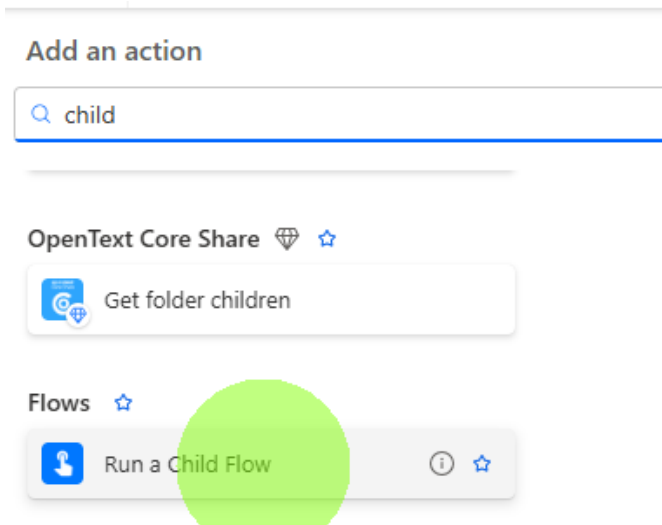 Add an action
child
OpenText Core Share
Get folder children
Flows
Run a Child Flow